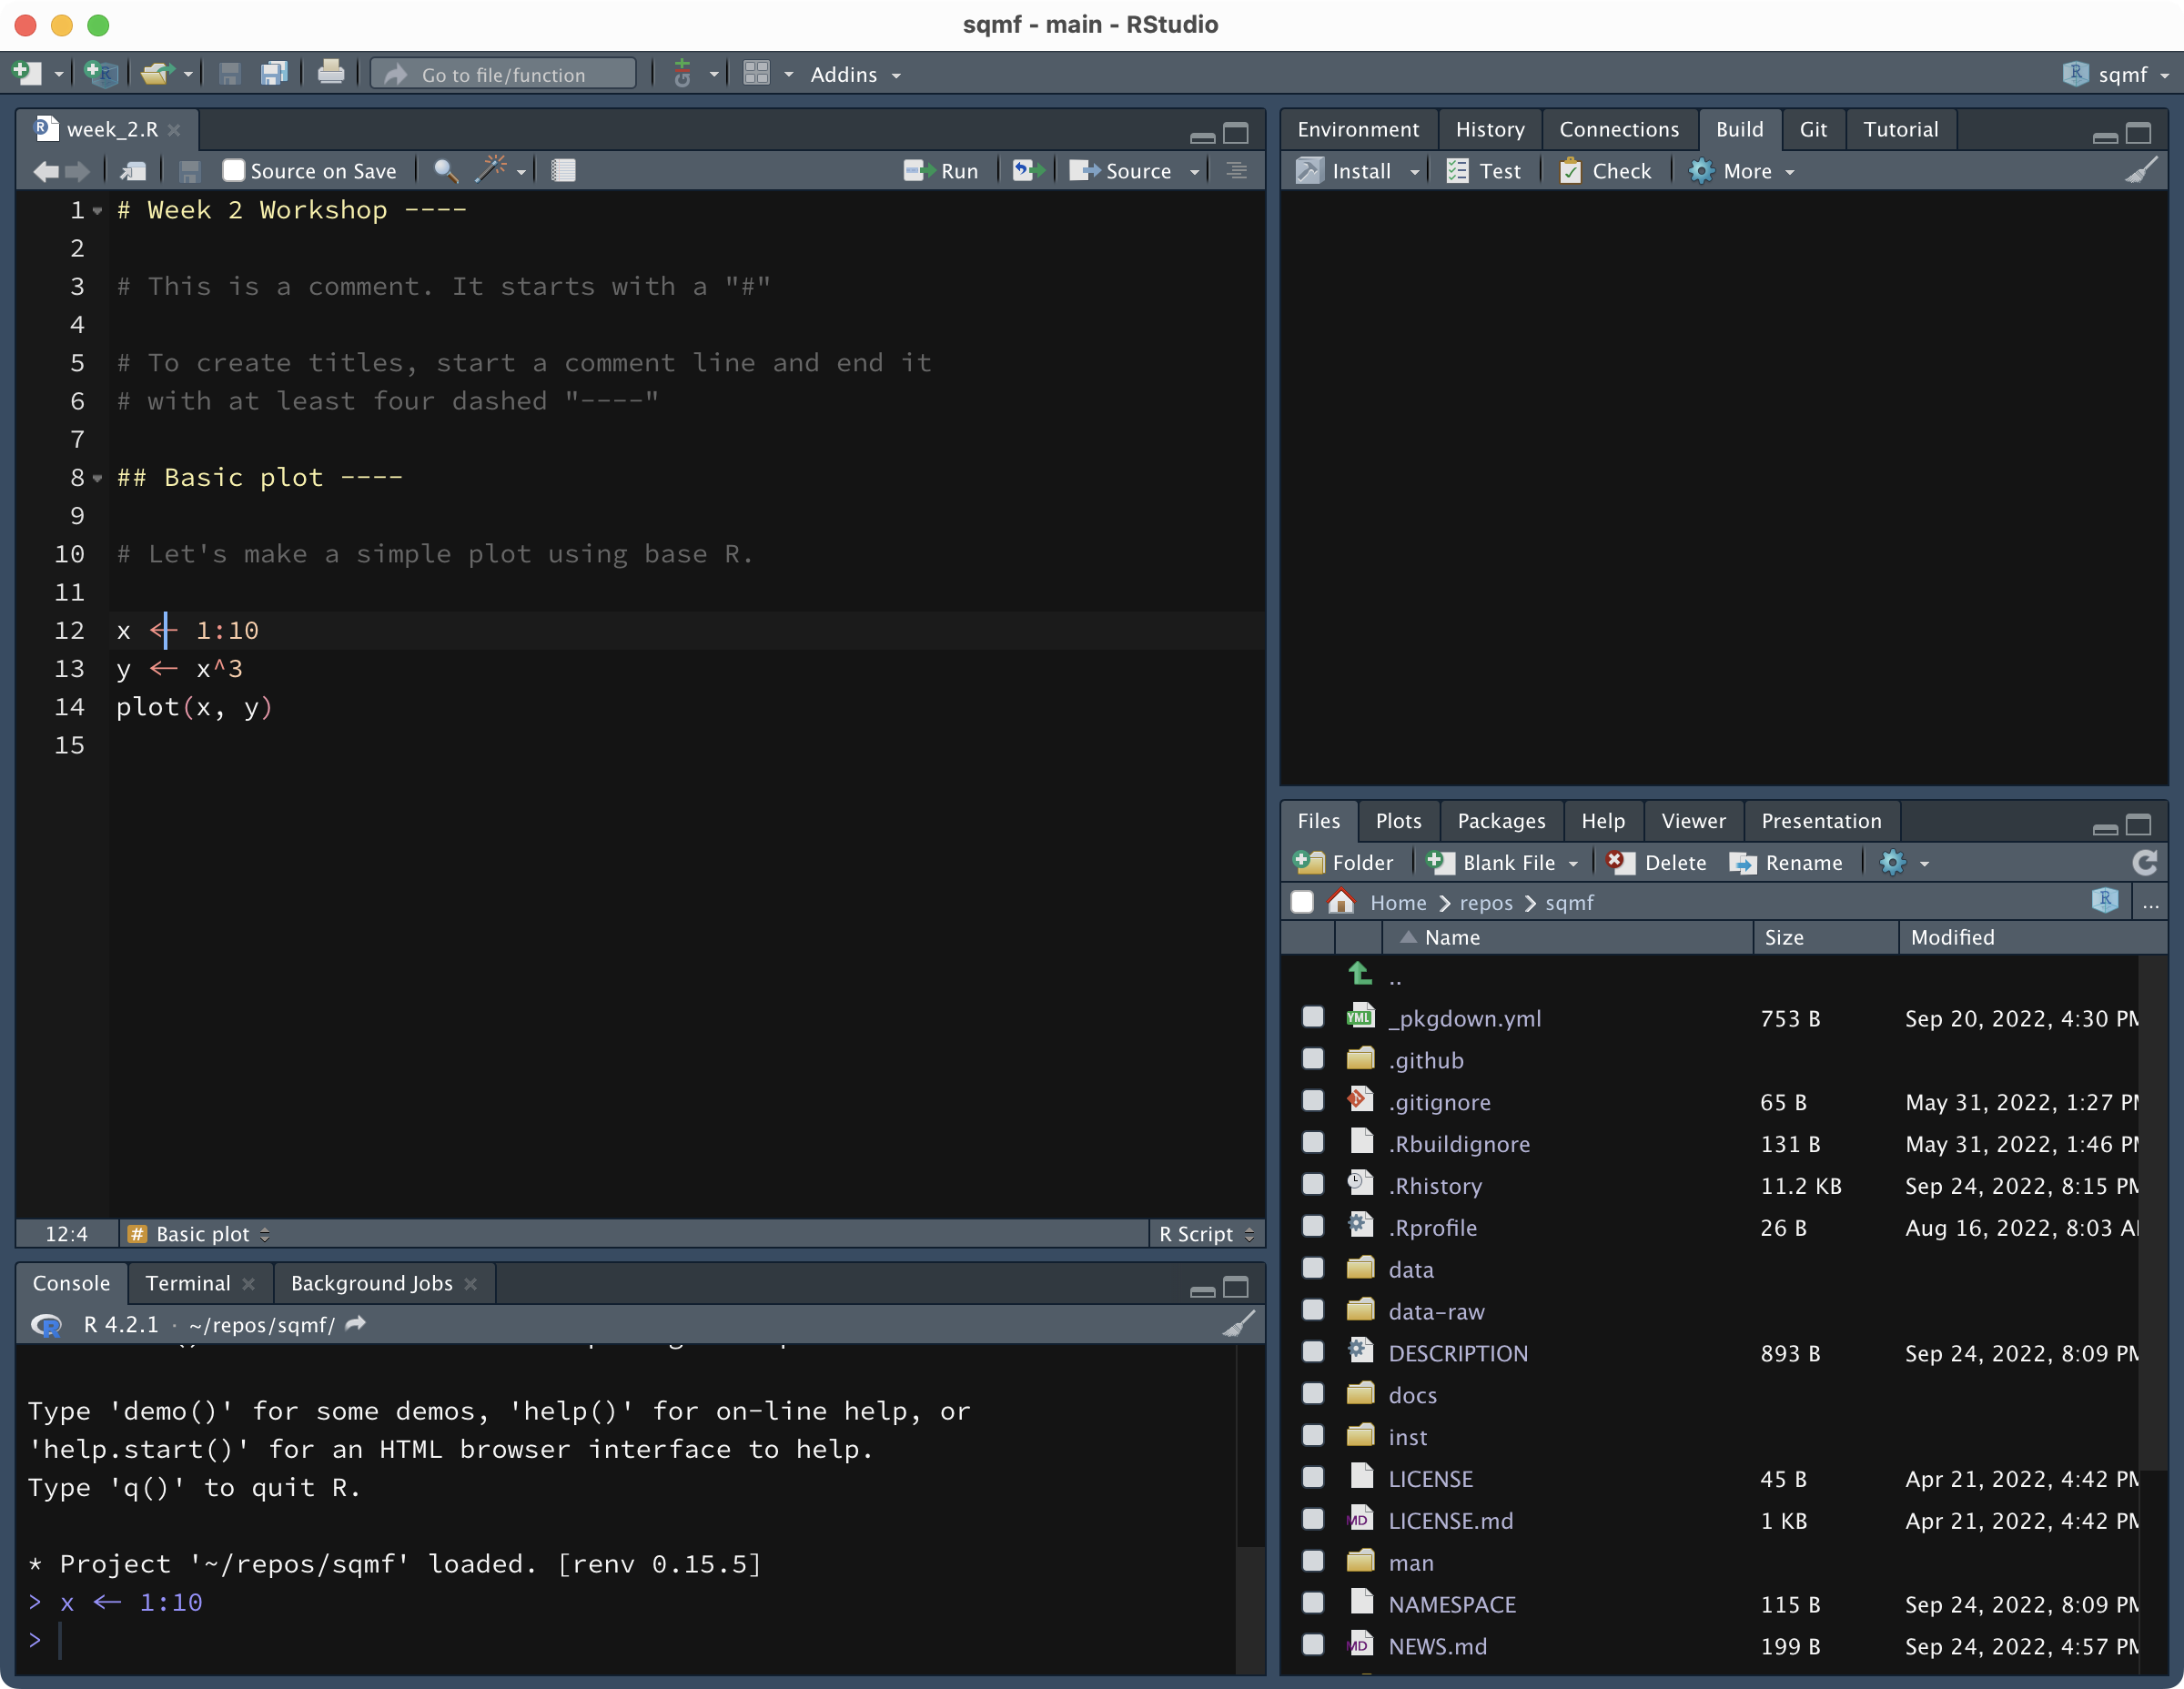 sqmf - main - RStudio
Go to file/function
Addins
sqmf
week_2.R
Source on Save
Run
Source
1 # Week 2 Workshop ----
2
3 # This is a comment. It starts with a "#"
4
5 # To create titles, start a comment line and end it
6 # with at least four dashed "----"
7
8 ## Basic plot ----
9
10 # Let's make a simple plot using base R.
11
12 x <- 1:10
13 y <- x^3
14 plot(x, y)
15
12:4 # Basic plot R Script
Console Terminal Background Jobs
R 4.2.1 · ~/repos/sqmf/
Type 'demo()' for some demos, 'help()' for on-line help, or
'help.start()' for an HTML browser interface to help.
Type 'q()' to quit R.
* Project '~/repos/sqmf' loaded. [renv 0.15.5]
> x <- 1:10
>
Environment History Connections Build Git Tutorial
Install Test Check More
Files Plots Packages Help Viewer Presentation
Folder Blank File Delete Rename
Home repos sqmf ...
Name Size Modified
..
_pkgdown.yml 753 B Sep 20, 2022, 4:30 PM
.github
.gitignore 65 B May 31, 2022, 1:27 PM
.Rbuildignore 131 B May 31, 2022, 1:46 PM
.Rhistory 11.2 KB Sep 24, 2022, 8:15 PM
.Rprofile 26 B Aug 16, 2022, 8:03 A
data
data-raw
DESCRIPTION 893 B Sep 24, 2022, 8:09 PM
docs
inst
LICENSE 45 B Apr 21, 2022, 4:42 PM
LICENSE.md 1 KB Apr 21, 2022, 4:42 PM
man
NAMESPACE 115 B Sep 24, 2022, 8:09 PM
NEWS.md 199 B Sep 24, 2022, 4:57 PM